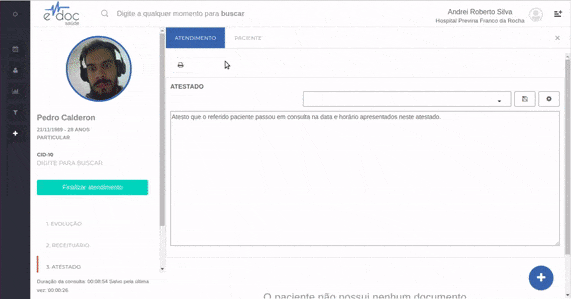 e-doc
saúde
Digite a qualquer momento para buscar
Andrei Roberto Silva
Hospital Previna Franco da Rocha
ATENDIMENTO
PACIENTE
ATESTADO
Atesto que o referido paciente passou em consulta na data e horário apresentados neste atestado.
Pedro Calderon
22/11/1989 - 29 ANOS
PARTICULAR
CID-10
DIGITE PARA BUSCAR
Finalizar atendimento
1. EVOLUÇÃO
2. RECEITUÁRIO
3. ATESTADO
Duração da consulta: 00:08:54 Salvo pela última
vez: 00:08:26
O paciente não possui nenhum documento